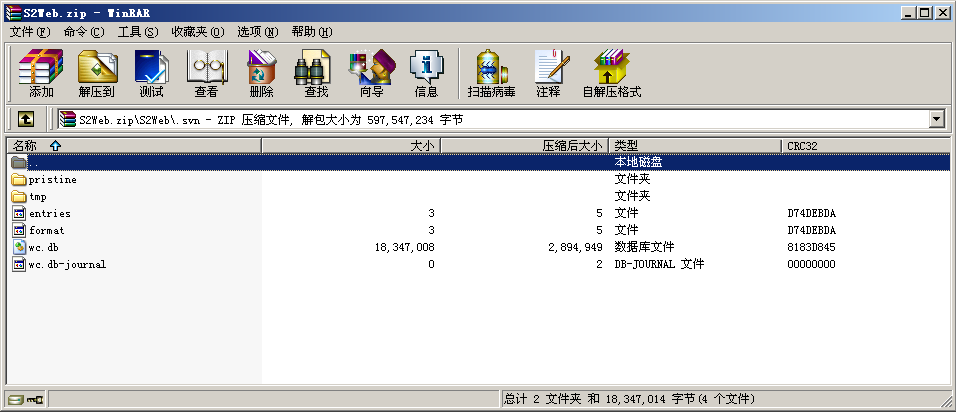 S2Web.zip - WinRAR
文件(F) 命令(C) 工具(S) 收藏夹(O) 选项(N) 帮助(H)
添加 解压到 测试 查看 删除 查找 向导 信息 扫描病毒 注释 自解压格式
S2Web.zip\S2Web\.svn - ZIP 压缩文件, 解包大小为 597,547,234 字节
名称 大小 压缩后大小 类型 CRC32
.. 本地磁盘
pristine 文件夹
tmp 文件夹
entries 3 5 文件 D74DEBDA
format 3 5 文件 D74DEBDA
wc.db 18,347,008 2,894,949 数据库文件 8183D845
wc.db-journal 0 2 DB-JOURNAL 文件 00000000
总计 2 文件夹 和 18,347,014 字节(4 个文件)